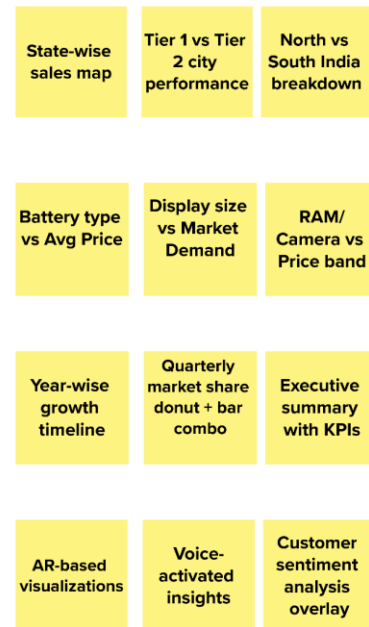 State-wise
sales map
Tier 1 vs Tier
2 city
performance
North vs
South India
breakdown
Battery type
vs Avg Price
Display size
vs Market
Demand
RAM/
Camera vs
Price band
Year-wise
growth
timeline
Quarterly
market share
donut + bar
combo
Executive
summary
with KPIs
AR-based
visualizations
Voice-
activated
insights
Customer
sentiment
analysis
overlay